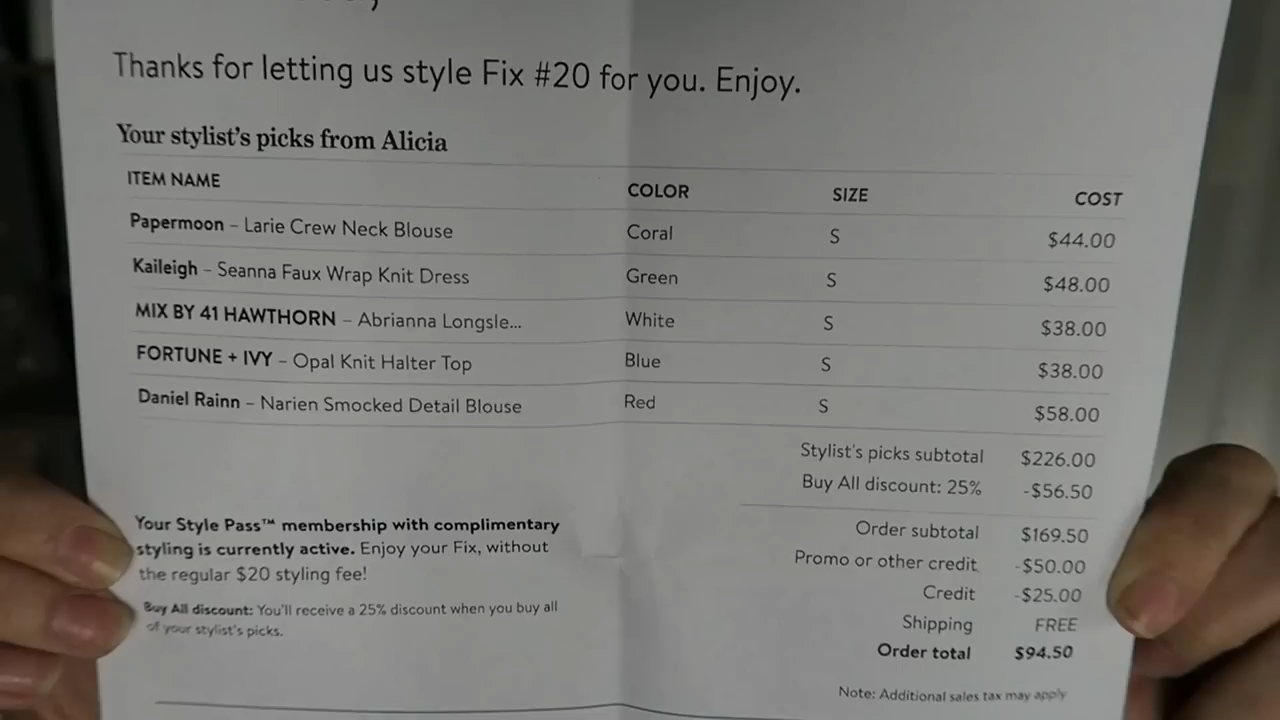 Thanks for letting us style Fix #20 for you. Enjoy.
Your stylist's picks from Alicia
ITEM NAME COLOR SIZE COST
Papermoon – Larie Crew Neck Blouse Coral S $44.00
Kaileigh – Seanna Faux Wrap Knit Dress Green S $48.00
MIX BY 41 HAWTHORN – Abrianna Longsle... White S $38.00
FORTUNE + IVY – Opal Knit Halter Top Blue S $38.00
Daniel Rainn – Narien Smocked Detail Blouse Red S $58.00
Stylist's picks subtotal $226.00
Buy All discount: 25% -$56.50
Order subtotal $169.50
Promo or other credit -$50.00
Credit -$25.00
Shipping FREE
Order total $94.50
Note: Additional sales tax may apply
Your Style Pass™ membership with complimentary
styling is currently active. Enjoy your Fix, without
the regular $20 styling fee!
Buy All discount: You'll receive a 25% discount when you buy all
of your stylist's picks.